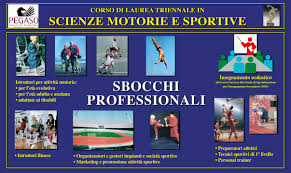 CORSO DI LAUREA TRIENNALE IN
SCIENZE MOTORIE E SPORTIVE
PEGASO
Istruttori per attività motorie:
- per l'età evolutiva
- per l'età adulta e anziana
- adattate ai disabili
SBOCCHI
PROFESSIONALI
Insegnamento scolastico
- Istruttori fitness
- Organizzatori e gestori impianti e società sportive
- Marketing e promozione attività sportive
- Preparatori atletici
- Tecnici sportivi di 1° livello
- Personal trainer